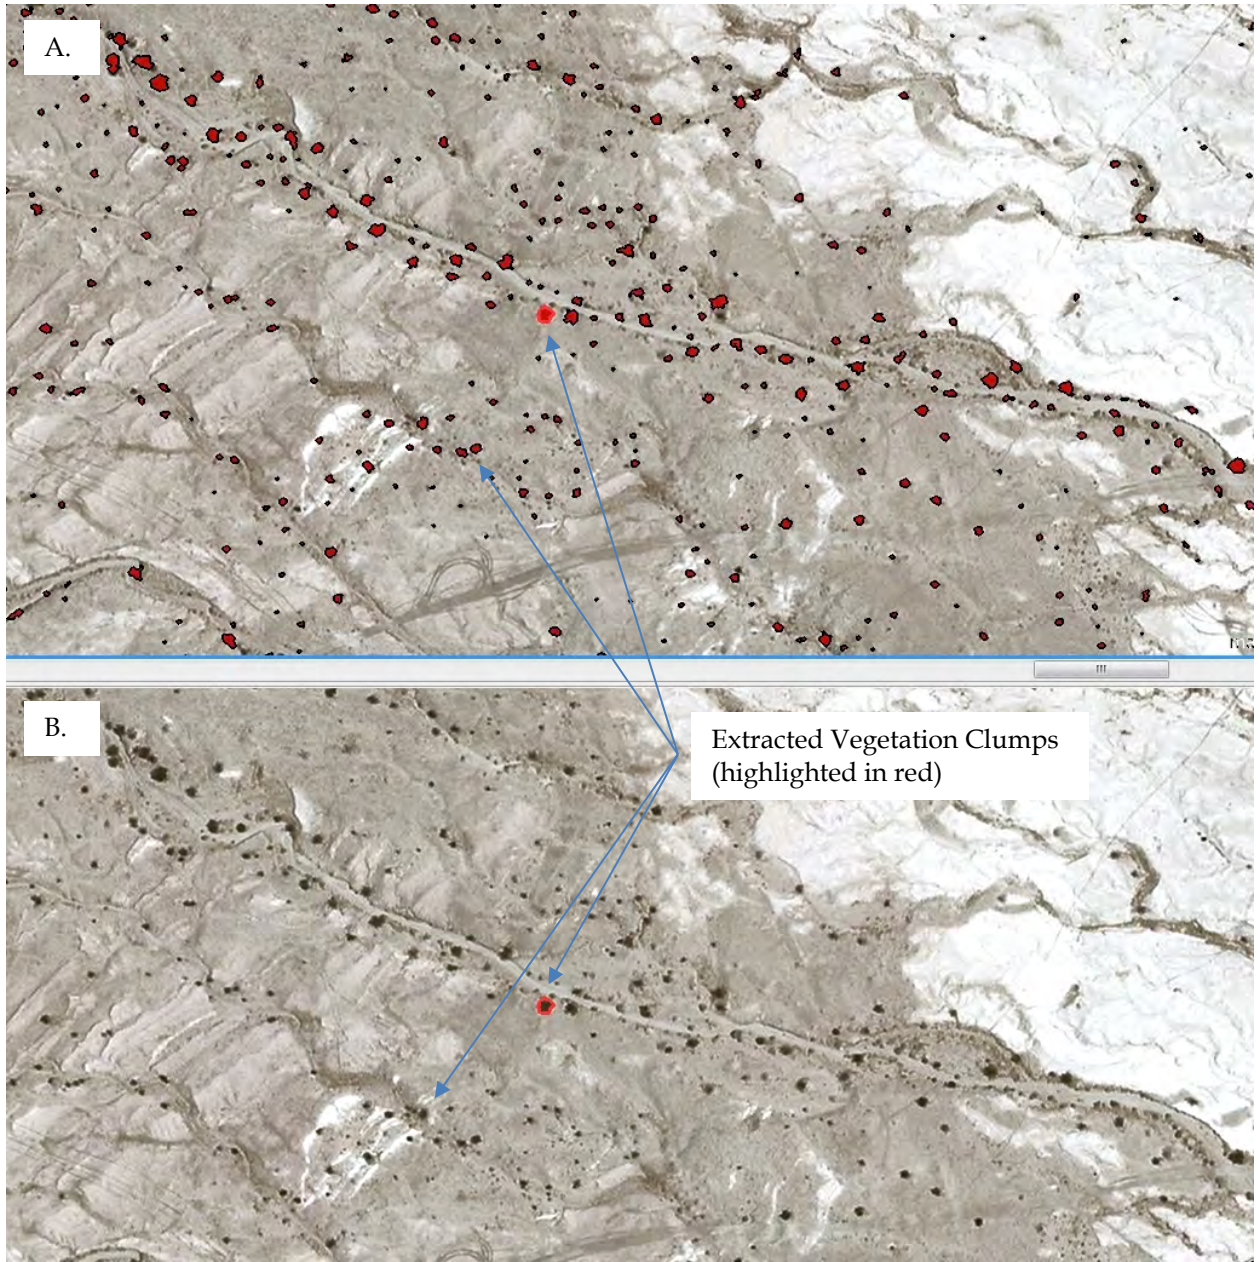 A.
B.
Extracted Vegetation Clumps
(highlighted in red)